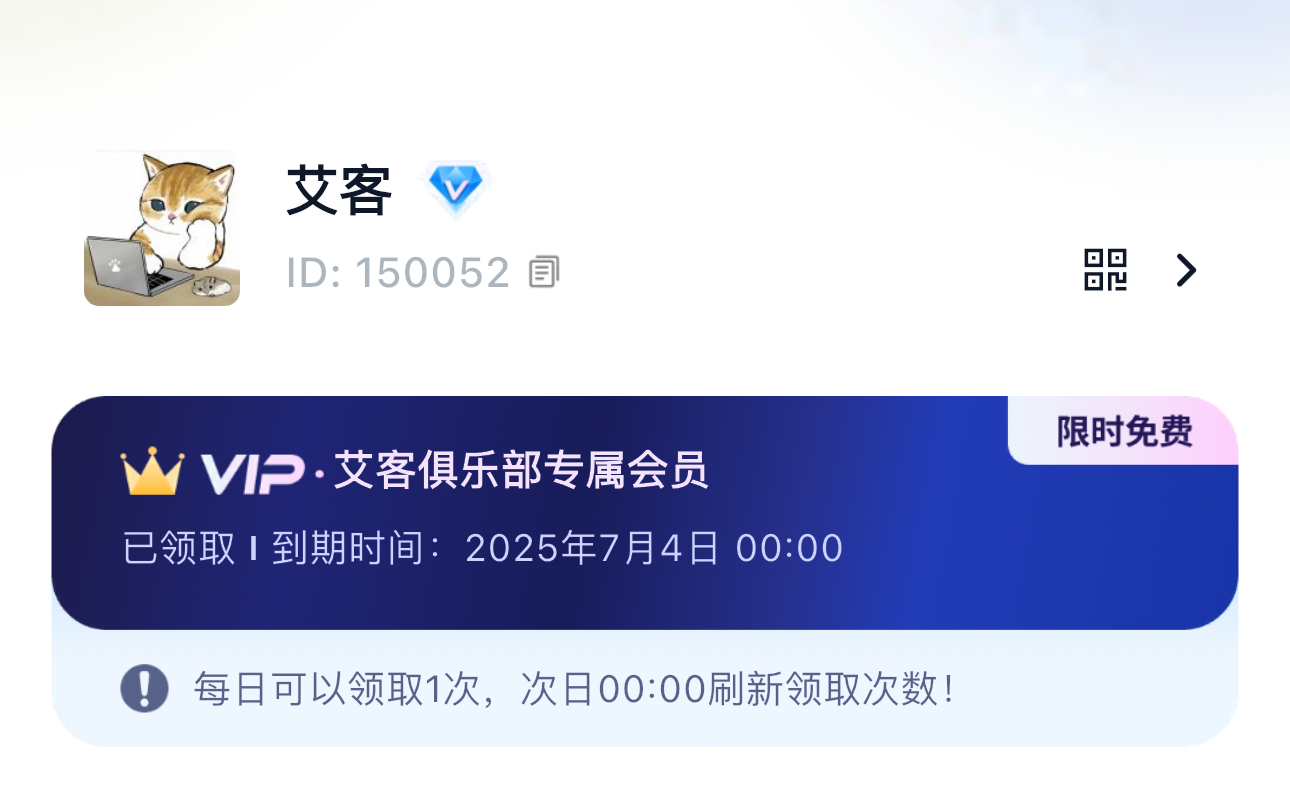 艾客
ID: 150052
限时免费
VIP·艾客俱乐部专属会员
已领取 | 到期时间：2025年7月4日 00:00
每日可以领取1次，次日00:00刷新领取次数！